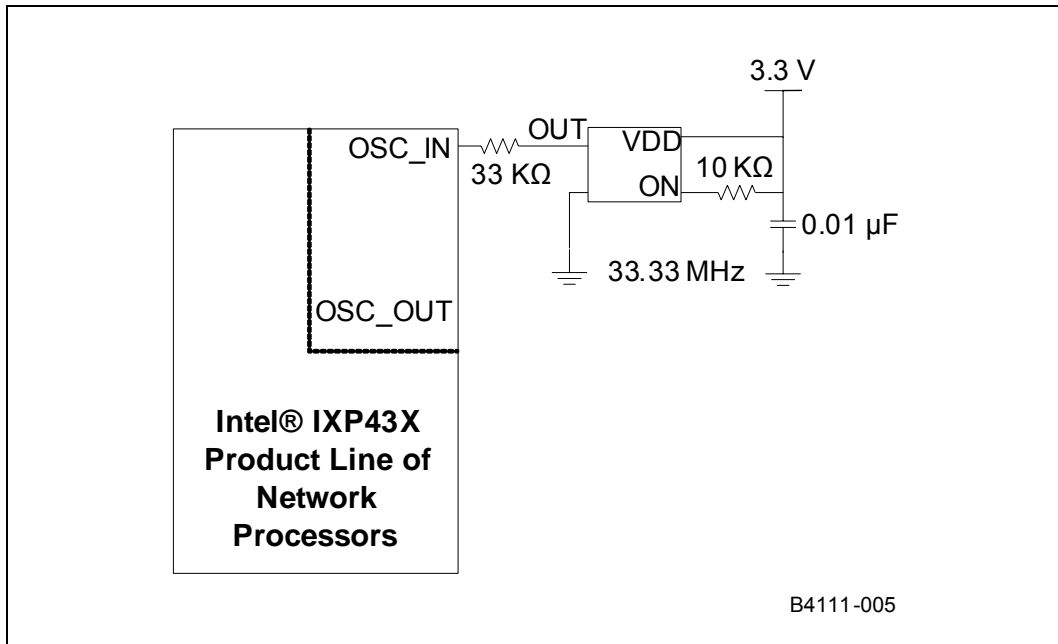 3.3 V
OSC_IN
OUT
VDD
33 KΩ
10 KΩ
ON
0.01 µF
33.33 MHz
OSC_OUT
Intel® IXP43X
Product Line of
Network
Processors
B4111-005